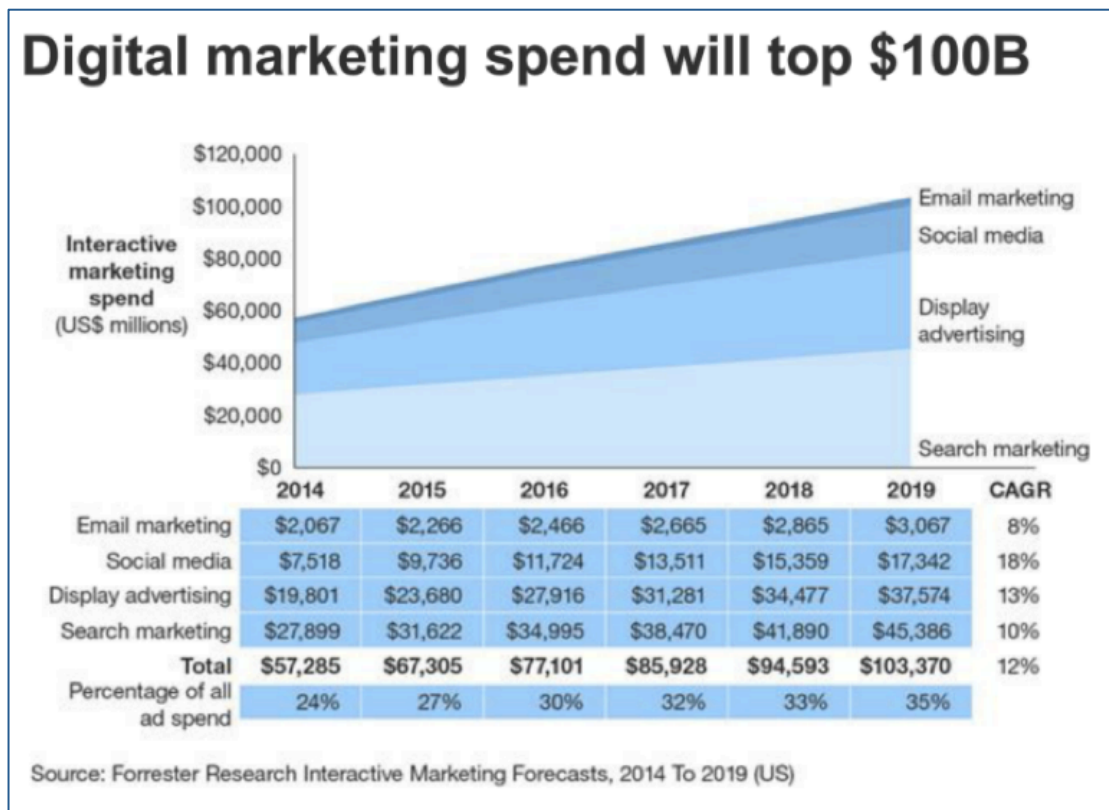 Digital marketing spend will top $100B
$120,000
$100,000
$80,000
$60,000
$40,000
$20,000
$0
Interactive
marketing
spend
(US$ millions)
Email marketing
Social media
Display
advertising
Search marketing
2014 2015 2016 2017 2018 2019 CAGR
Email marketing $2,067 $2,266 $2,466 $2,665 $2,865 $3,067 8%
Social media $7,518 $9,736 $11,724 $13,511 $15,359 $17,342 18%
Display advertising $19,801 $23,680 $27,916 $31,281 $34,477 $37,574 13%
Search marketing $27,899 $31,622 $34,995 $38,470 $41,890 $45,386 10%
Total $57,285 $67,305 $77,101 $85,928 $94,593 $103,370 12%
Percentage of all
ad spend 24% 27% 30% 32% 33% 35%
Source: Forrester Research Interactive Marketing Forecasts, 2014 To 2019 (US)